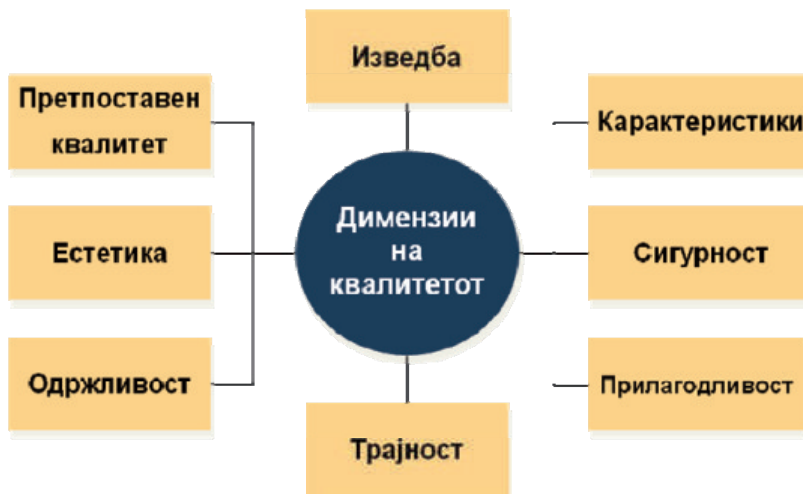 Изведба
Претпоставен
квалитет
Карактеристики
Димензии
на
квалитетот
Естетика
Сигурност
Одржливост
Прилагодливост
Трајност